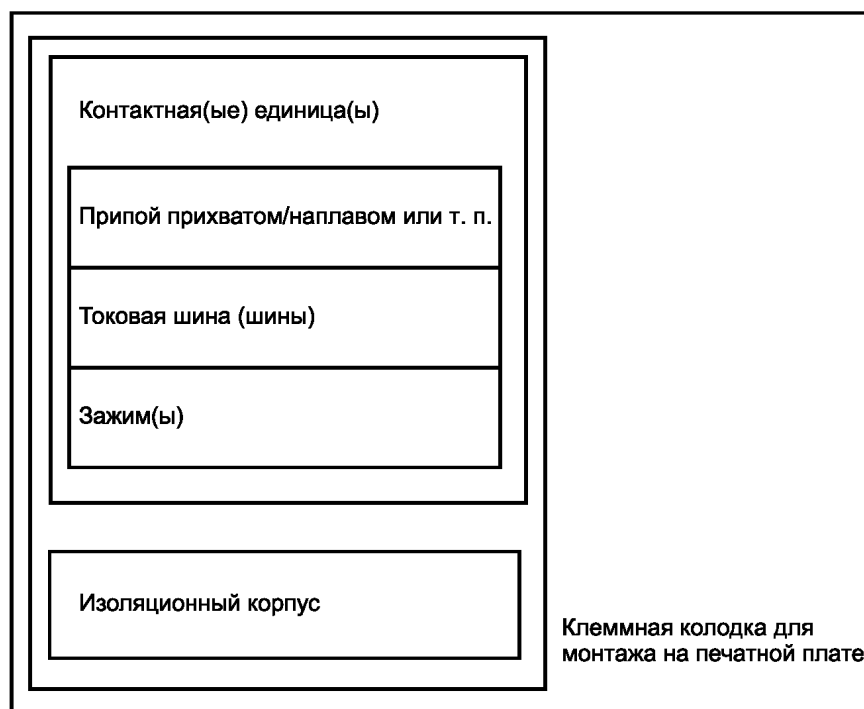 Контактная(ые) единица(ы)
Припой прихватом/наплавом или т. п.
Токовая шина (шины)
Зажим(ы)
Изоляционный корпус
Клеммная колодка для
монтажа на печатной плате